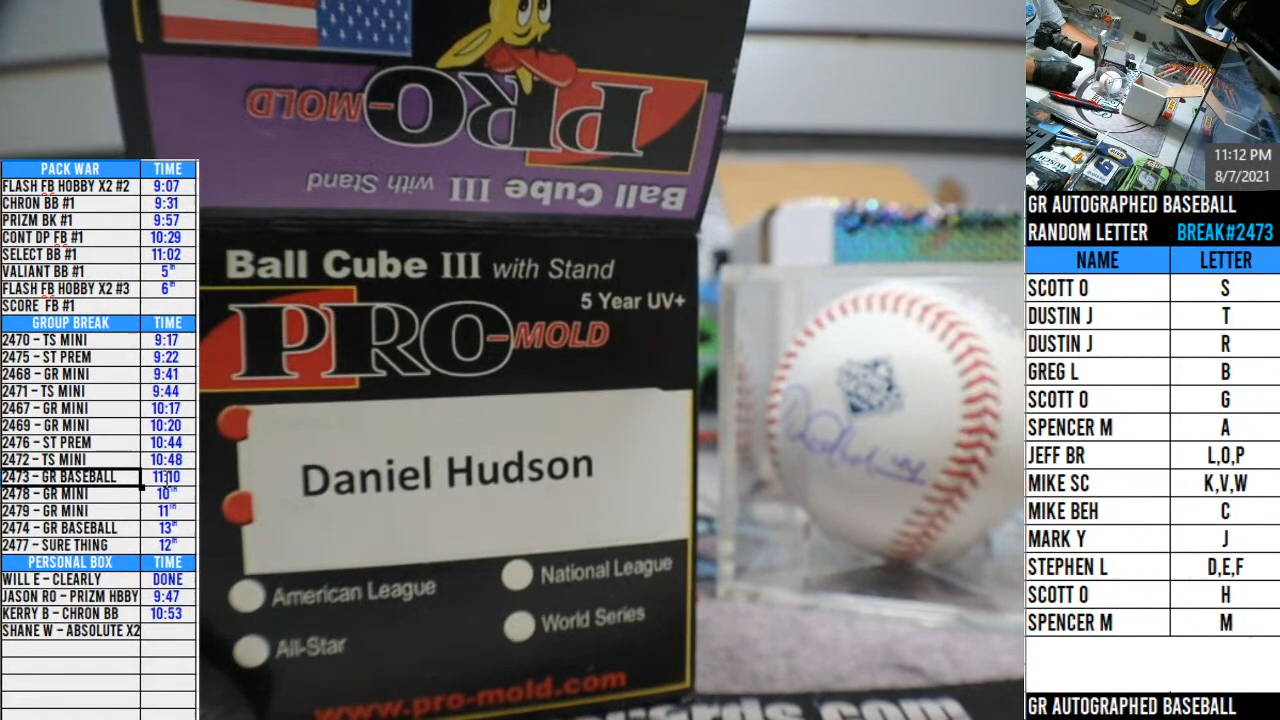 PACK WAR TIME
FLASH FB HOBBY X2 #2 9:07
CHRON BB #1 9:31
PRIZM BK #1 9:57
CONT DP FB #1 10:29
SELECT BB #1 11:02
VALIANT BB #1 5TH
FLASH FB HOBBY X2 #3 6TH
SCORE FB #1
GROUP BREAK TIME
2470 – TS MINI 9:17
2475 – ST PREM 9:22
2468 – GR MINI 9:41
2471 – TS MINI 9:44
2467 – GR MINI 10:17
2469 – GR MINI 10:20
2476 – ST PREM 10:44
2472 – TS MINI 10:48
2473 – GR BASEBALL 11:10
2478 – GR MINI 10TH
2479 – GR MINI 11TH
2474 – GR BASEBALL 13TH
2477 – SURE THING 12TH
PERSONAL BOX TIME
WILL E – CLEARLY DONE
JASON RO – PRIZM HBBY 9:47
KERRY B – CHRON BB 10:53
SHANE W – ABSOLUTE X2
PRO-MOLD
Ball Cube III with Stand
Ball Cube III with Stand
5 Year UV+
PRO-MOLD
Daniel Hudson
American League
National League
All-Star
World Series
www.pro-mold.com
11:12 PM
8/7/2021
GR AUTOGRAPHED BASEBALL
RANDOM LETTER BREAK#2473
NAME LETTER
SCOTT O S
DUSTIN J T
DUSTIN J R
GREG L B
SCOTT O G
SPENCER M A
JEFF BR L,O,P
MIKE SC K,V,W
MIKE BEH C
MARK Y J
STEPHEN L D,E,F
SCOTT O H
SPENCER M M
GR AUTOGRAPHED BASEBALL